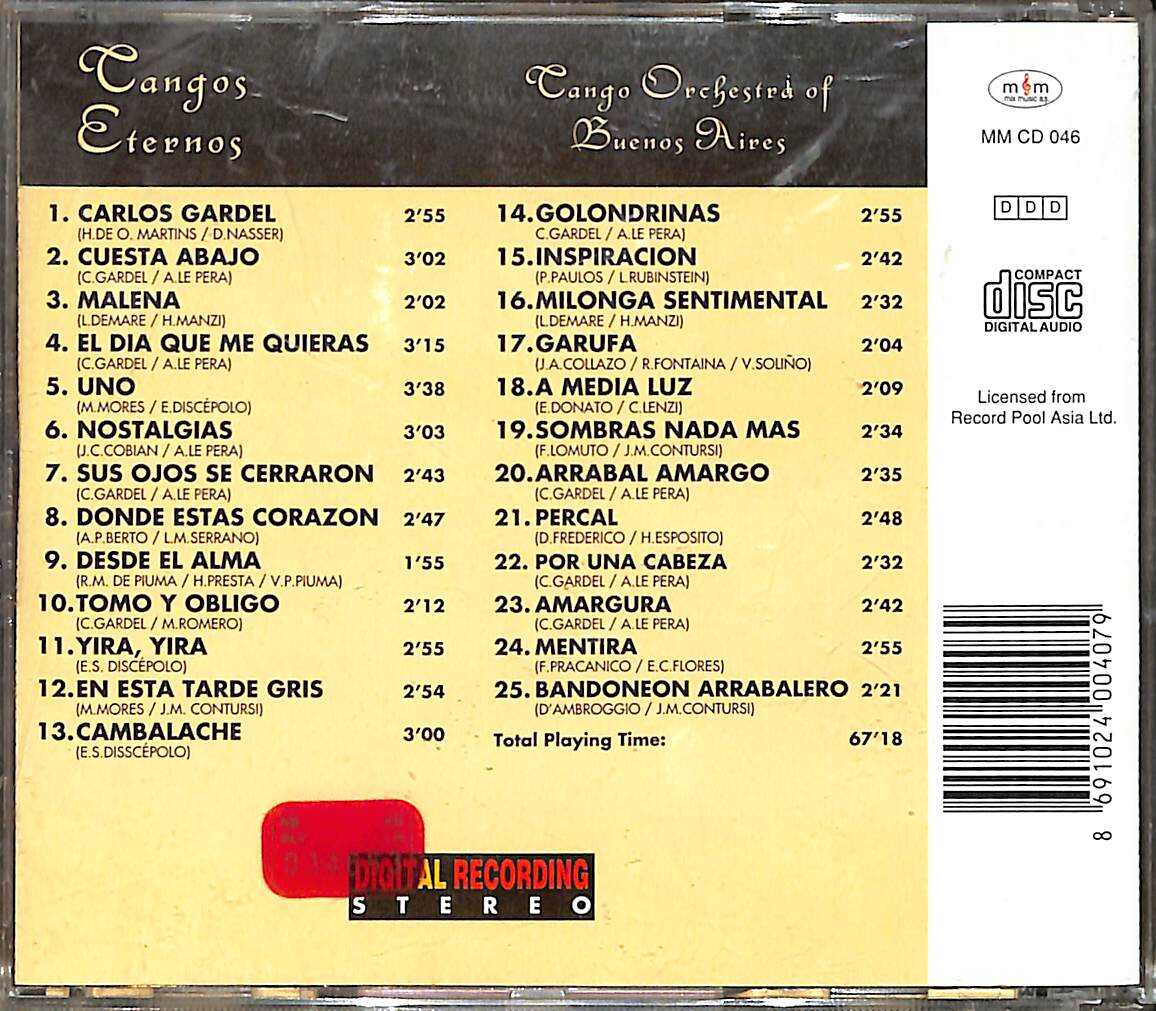 Tangos
Eternos
Tango Orchestra of
Buenos Aires
1. CARLOS GARDEL 2'55
(H.DE O. MARTINS / D.NASSER)
2. CUESTA ABAJO 3'02
(C.GARDEL / A.LE PERA)
3. MALENA 2'02
(L.DEMARE / H.MANZI)
4. EL DIA QUE ME QUIERAS 3'15
(C.GARDEL / A.LE PERA)
5. UNO 3'38
(M.MORES / E.DISCÉPOLO)
6. NOSTALGIAS 3'03
(J.C.COBIAN / A.LE PERA)
7. SUS OJOS SE CERRARON 2'43
(C.GARDEL / A.LE PERA)
8. DONDE ESTAS CORAZON 2'47
(A.P.BERTO / L.M.SERRANO)
9. DESDE EL ALMA 1'55
(R.M. DE PIUMA / H.PRESTA / V.P.PIUMA)
10. TOMO Y OBLIGO 2'12
(C.GARDEL / M.ROMERO)
11. YIRA, YIRA 2'55
(E.S. DISCÉPOLO)
12. EN ESTA TARDE GRIS 2'54
(M.MORES / J.M. CONTURSI)
13. CAMBALACHE 3'00
(E.S.DISSCÉPOLO)
14. GOLONDRINAS 2'55
C.GARDEL / A.LE PERA)
15. INSPIRACION 2'42
(P.PAULOS / L.RUBINSTEIN)
16. MILONGA SENTIMENTAL 2'32
(L.DEMARE / H.MANZI)
17. GARUFA 2'04
(J.A.COLLAZO / R.FONTAINA / V.SOLIÑO)
18. A MEDIA LUZ 2'09
(E.DONATO / C.LENZI)
19. SOMBRAS NADA MAS 2'34
(F.LOMUTO / J.M.CONTURSI)
20. ARRABAL AMARGO 2'35
(C.GARDEL / A.LE PERA)
21. PERCAL 2'48
(D.FREDERICO / H.ESPOSITO)
22. POR UNA CABEZA 2'32
(C.GARDEL / A.LE PERA)
23. AMARGURA 2'42
(C.GARDEL / A.LE PERA)
24. MENTIRA 2'55
(F.PRACANICO / E.C.FLORES)
25. BANDONEON ARRABALERO 2'21
(D'AMBROGGIO / J.M.CONTURSI)
Total Playing Time: 67'18
DIGITAL RECORDING
STEREO
mm
mix music a.ş.
MM CD 046
DDD
COMPACT
disc
DIGITAL AUDIO
Licensed from
Record Pool Asia Ltd.
8 691024 004079